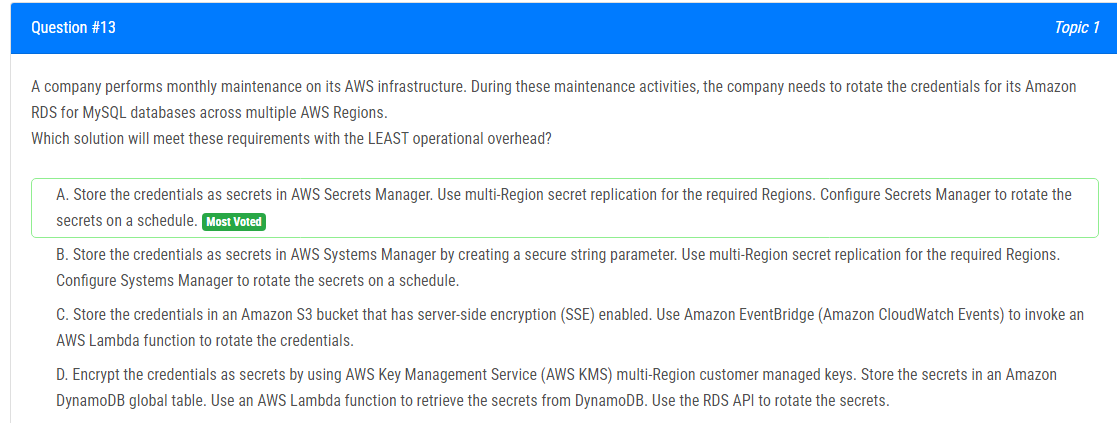 Question #13
Topic 1
A company performs monthly maintenance on its AWS infrastructure. During these maintenance activities, the company needs to rotate the credentials for its Amazon
RDS for MySQL databases across multiple AWS Regions.
Which solution will meet these requirements with the LEAST operational overhead?
A. Store the credentials as secrets in AWS Secrets Manager. Use multi-Region secret replication for the required Regions. Configure Secrets Manager to rotate the
secrets on a schedule. Most Voted
B. Store the credentials as secrets in AWS Systems Manager by creating a secure string parameter. Use multi-Region secret replication for the required Regions.
Configure Systems Manager to rotate the secrets on a schedule.
C. Store the credentials in an Amazon S3 bucket that has server-side encryption (SSE) enabled. Use Amazon EventBridge (Amazon CloudWatch Events) to invoke an
AWS Lambda function to rotate the credentials.
D. Encrypt the credentials as secrets by using AWS Key Management Service (AWS KMS) multi-Region customer managed keys. Store the secrets in an Amazon
DynamoDB global table. Use an AWS Lambda function to retrieve the secrets from DynamoDB. Use the RDS API to rotate the secrets.